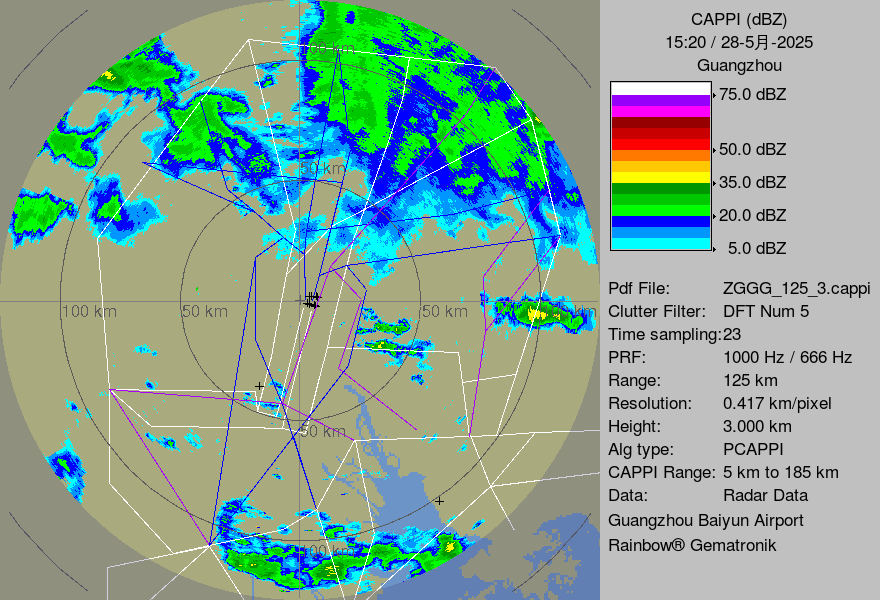 CAPPI (dBZ)
15:20 / 28-5月-2025
Guangzhou
75.0 dBZ
50.0 dBZ
35.0 dBZ
20.0 dBZ
5.0 dBZ
Pdf File: ZGGG_125_3.cappi
Clutter Filter: DFT Num 5
Time sampling:23
PRF: 1000 Hz / 666 Hz
Range: 125 km
Resolution: 0.417 km/pixel
Height: 3.000 km
Alg type: PCAPPI
CAPPI Range: 5 km to 185 km
Data: Radar Data
Guangzhou Baiyun Airport
Rainbow® Gematronik
100 km
50 km
100 km
50 km
50 km
km
50 km
100 km